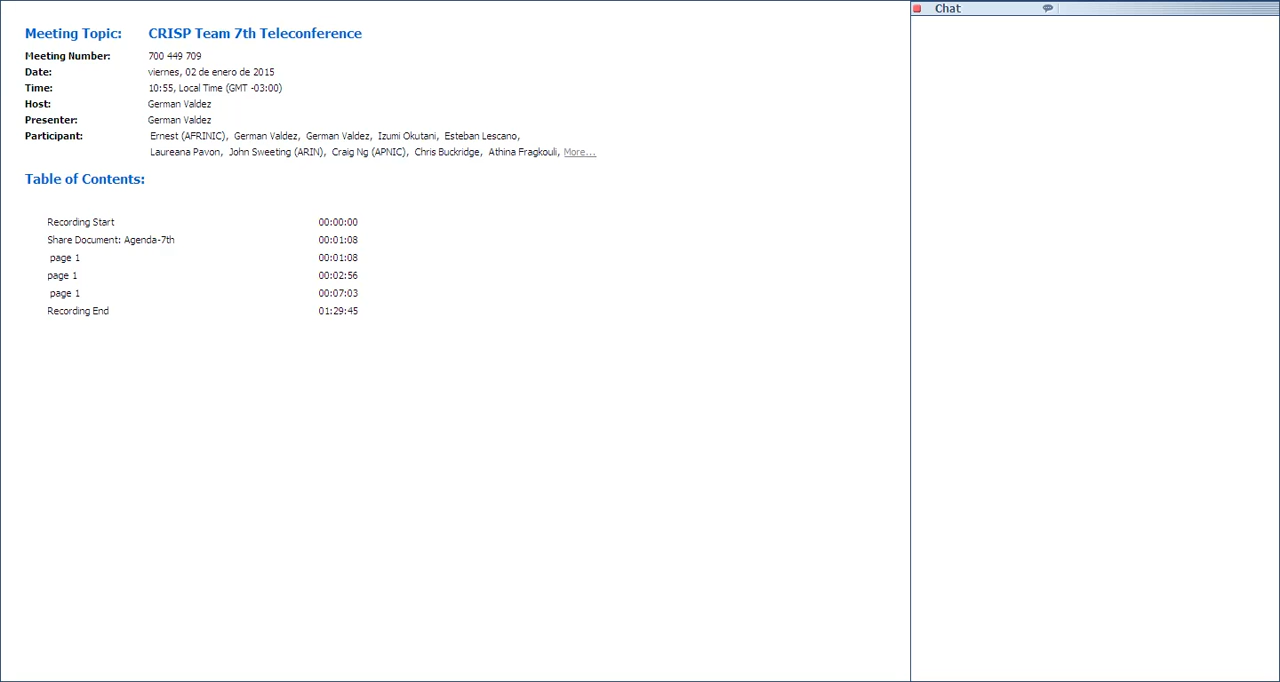 Chat
Meeting Topic: CRISP Team 7th Teleconference
Meeting Number: 700 449 709
Date: viernes, 02 de enero de 2015
Time: 10:55, Local Time (GMT -03:00)
Host: German Valdez
Presenter: German Valdez
Participant: Ernest (AFRINIC), German Valdez, German Valdez, Izumi Okutani, Esteban Lescano,
Laureana Pavon, John Sweeting (ARIN), Craig Ng (APNIC), Chris Buckridge, Athina Fragkouli, More...
Table of Contents:
Recording Start 00:00:00
Share Document: Agenda-7th 00:01:08
page 1 00:01:08
page 1 00:02:56
page 1 00:07:03
Recording End 01:29:45